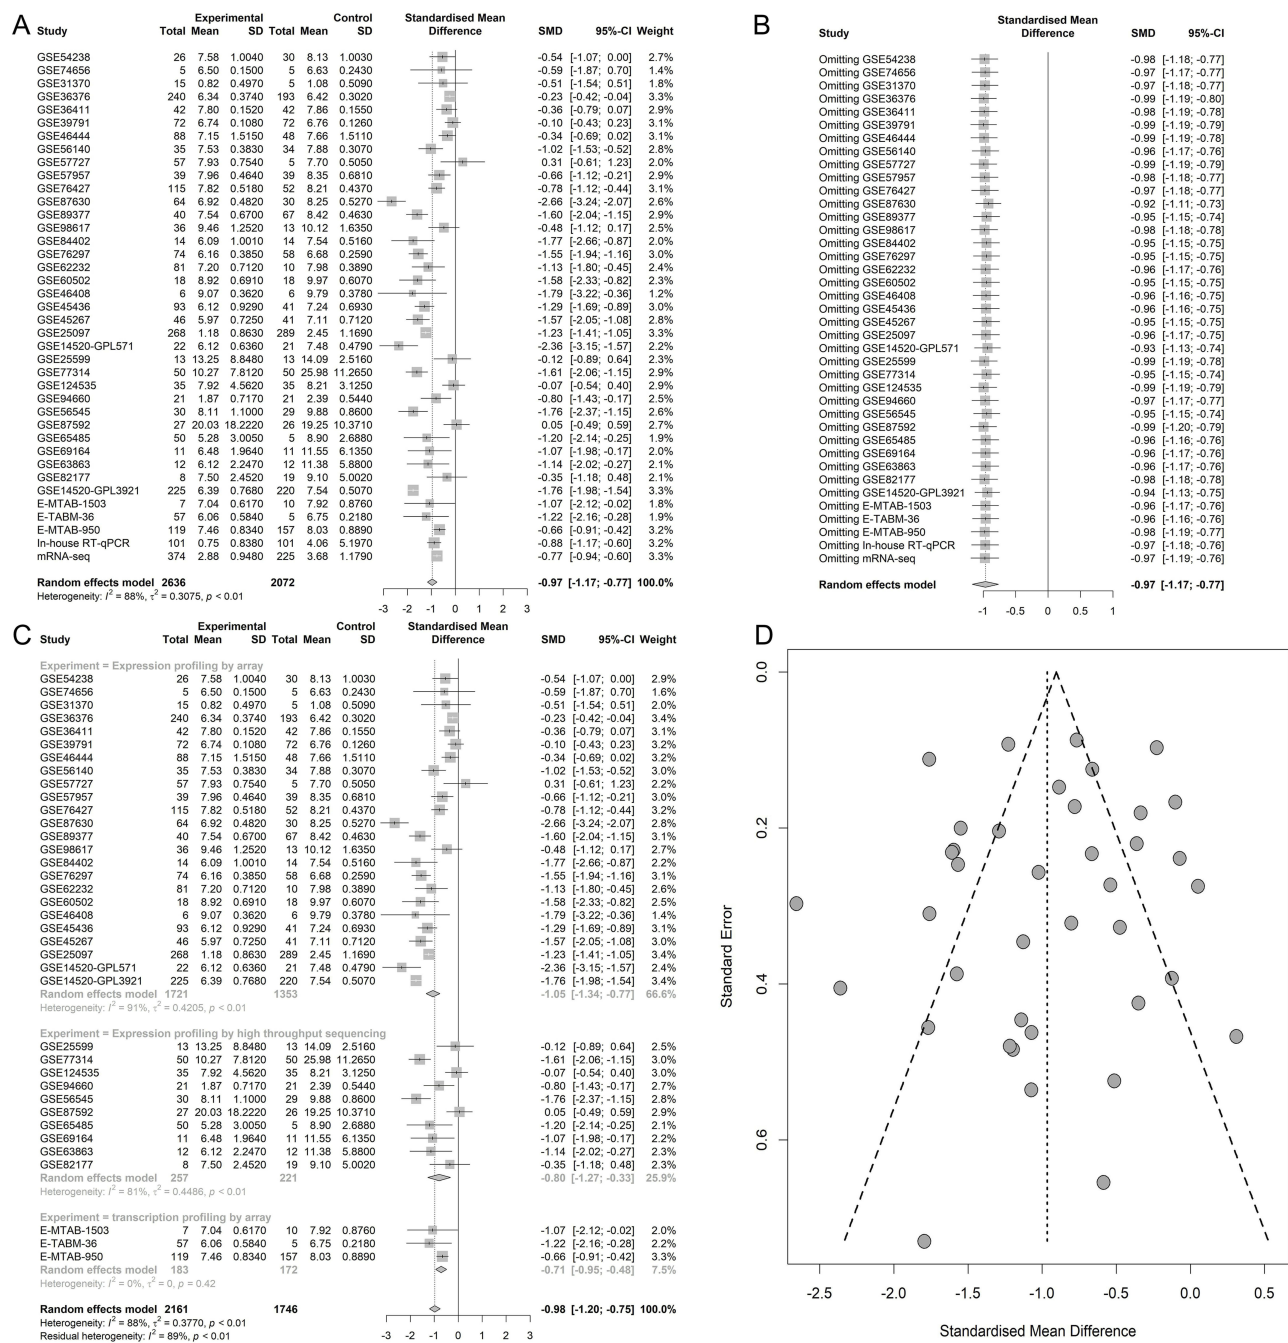 A
Experimental Control Standardised Mean
Study Total Mean SD Total Mean SD Difference SMD 95%-CI Weight
GSE54238 26 7.58 1.0040 30 8.13 1.0030 -0.54 [-1.07; 0.00] 2.7%
GSE74656 5 6.50 0.1500 5 6.63 0.2430 -0.59 [-1.87; 0.70] 1.4%
GSE31370 15 0.82 0.4970 5 1.08 0.5090 -0.51 [-1.54; 0.51] 1.8%
GSE36376 240 6.34 0.3740 193 6.42 0.3020 -0.23 [-0.42; -0.04] 3.3%
GSE36411 42 7.80 0.1520 42 7.86 0.1550 -0.36 [-0.79; 0.07] 2.9%
GSE39791 72 6.74 0.1080 72 6.76 0.1260 -0.10 [-0.43; 0.23] 3.1%
GSE46444 88 7.15 1.5150 48 7.66 1.5110 -0.34 [-0.69; 0.02] 3.1%
GSE56140 35 7.53 0.3830 34 7.88 0.3070 -1.02 [-1.53; -0.52] 2.8%
GSE57727 57 7.93 0.7540 5 7.70 0.5050 0.31 [-0.61; 1.23] 2.0%
GSE57957 39 7.96 0.4640 39 8.35 0.6810 -0.66 [-1.12; -0.21] 2.9%
GSE76427 115 7.82 0.5180 52 8.21 0.4370 -0.78 [-1.12; -0.44] 3.1%
GSE87630 64 6.92 0.4820 30 8.25 0.5270 -2.66 [-3.24; -2.07] 2.6%
GSE89377 40 7.54 0.6700 67 8.42 0.4630 -1.60 [-2.04; -1.15] 2.9%
GSE98617 36 9.46 1.2520 13 10.12 1.6350 -0.48 [-1.12; 0.17] 2.5%
GSE84402 14 6.09 1.0010 14 7.54 0.5160 -1.77 [-2.66; -0.87] 2.1%
GSE76297 74 6.16 0.3850 58 6.68 0.2590 -1.55 [-1.94; -1.16] 3.0%
GSE62232 81 7.20 0.7120 10 7.98 0.3890 -1.13 [-1.80; -0.45] 2.4%
GSE60502 18 8.92 0.6910 18 9.97 0.6070 -1.58 [-2.33; -0.82] 2.3%
GSE46408 6 9.07 0.3620 6 9.79 0.3780 -1.79 [-3.22; -0.36] 1.2%
GSE45436 93 6.12 0.9290 41 7.24 0.6930 -1.29 [-1.69; -0.89] 3.0%
GSE45267 46 5.97 0.7250 41 7.11 0.7120 -1.57 [-2.05; -1.08] 2.8%
GSE25097 268 1.18 0.8630 289 2.45 1.1690 -1.23 [-1.41; -1.05] 3.3%
GSE14520-GPL571 22 6.12 0.6360 21 7.48 0.4790 -2.36 [-3.15; -1.57] 2.2%
GSE25599 13 13.25 8.8480 13 14.09 2.5160 -0.12 [-0.89; 0.64] 2.3%
GSE77314 50 10.27 7.8120 50 25.98 11.2650 -1.61 [-2.06; -1.15] 2.9%
GSE124535 35 7.92 4.5620 35 8.21 3.1250 -0.07 [-0.54; 0.40] 2.9%
GSE94660 21 1.87 0.7170 21 2.39 0.5440 -0.80 [-1.43; -0.17] 2.5%
GSE56545 30 8.11 1.1000 29 9.88 0.8600 -1.76 [-2.37; -1.15] 2.6%
GSE87592 27 20.03 18.2220 26 19.25 10.3710 0.05 [-0.49; 0.59] 2.7%
GSE65485 50 5.28 3.0050 5 8.90 2.6880 -1.20 [-2.14; -0.25] 1.9%
GSE69164 11 6.48 1.9640 11 11.55 6.1350 -1.07 [-1.98; -0.17] 2.0%
GSE63863 12 6.12 2.2470 12 11.38 5.8800 -1.14 [-2.02; -0.27] 2.1%
GSE82177 8 7.50 2.4520 19 9.10 5.0020 -0.35 [-1.18; 0.48] 2.1%
GSE14520-GPL3921 225 6.39 0.7680 220 7.54 0.5070 -1.76 [-1.98; -1.54] 3.3%
E-MTAB-1503 7 7.04 0.6170 10 7.92 0.8760 -1.07 [-2.12; -0.02] 1.8%
E-TABM-36 57 6.06 0.5840 5 6.75 0.2180 -1.22 [-2.16; -0.28] 1.9%
E-MTAB-950 119 7.46 0.8340 157 8.03 0.8890 -0.66 [-0.91; -0.42] 3.2%
In-house RT-qPCR 101 0.75 0.8380 101 4.06 5.1970 -0.88 [-1.17; -0.60] 3.2%
mRNA-seq 374 2.88 0.9480 225 3.68 1.1790 -0.77 [-0.94; -0.60] 3.3%
Random effects model 2636 2072 -0.97 [-1.17; -0.77] 100.0%
Heterogeneity: I² = 88%, τ² = 0.3075, p < 0.01
-3 -2 -1 0 1 2 3
B
Standardised Mean
Study Difference SMD 95%-CI
Omitting GSE54238 -0.98 [-1.18; -0.77]
Omitting GSE74656 -0.97 [-1.17; -0.77]
Omitting GSE31370 -0.97 [-1.18; -0.77]
Omitting GSE36376 -0.99 [-1.19; -0.80]
Omitting GSE36411 -0.98 [-1.19; -0.78]
Omitting GSE39791 -0.99 [-1.19; -0.79]
Omitting GSE46444 -0.99 [-1.19; -0.78]
Omitting GSE56140 -0.96 [-1.17; -0.76]
Omitting GSE57727 -0.99 [-1.19; -0.79]
Omitting GSE57957 -0.98 [-1.18; -0.77]
Omitting GSE76427 -0.97 [-1.18; -0.77]
Omitting GSE87630 -0.92 [-1.11; -0.73]
Omitting GSE89377 -0.95 [-1.15; -0.74]
Omitting GSE98617 -0.98 [-1.18; -0.78]
Omitting GSE84402 -0.95 [-1.15; -0.75]
Omitting GSE76297 -0.95 [-1.15; -0.75]
Omitting GSE62232 -0.96 [-1.17; -0.76]
Omitting GSE60502 -0.95 [-1.15; -0.75]
Omitting GSE46408 -0.96 [-1.16; -0.75]
Omitting GSE45436 -0.96 [-1.16; -0.75]
Omitting GSE45267 -0.95 [-1.15; -0.75]
Omitting GSE25097 -0.96 [-1.17; -0.75]
Omitting GSE14520-GPL571 -0.93 [-1.13; -0.74]
Omitting GSE25599 -0.99 [-1.19; -0.78]
Omitting GSE77314 -0.95 [-1.15; -0.74]
Omitting GSE124535 -0.99 [-1.19; -0.79]
Omitting GSE94660 -0.97 [-1.17; -0.77]
Omitting GSE56545 -0.95 [-1.15; -0.74]
Omitting GSE87592 -0.99 [-1.20; -0.79]
Omitting GSE65485 -0.96 [-1.16; -0.76]
Omitting GSE69164 -0.96 [-1.17; -0.76]
Omitting GSE63863 -0.96 [-1.17; -0.76]
Omitting GSE82177 -0.98 [-1.18; -0.78]
Omitting GSE14520-GPL3921 -0.94 [-1.13; -0.75]
Omitting E-MTAB-1503 -0.96 [-1.17; -0.76]
Omitting E-TABM-36 -0.96 [-1.16; -0.76]
Omitting E-MTAB-950 -0.98 [-1.19; -0.77]
Omitting In-house RT-qPCR -0.97 [-1.18; -0.76]
Omitting mRNA-seq -0.97 [-1.19; -0.76]
Random effects model -0.97 [-1.17; -0.77]
-1 -0.5 0 0.5 1
C
Experimental Control Standardised Mean
Study Total Mean SD Total Mean SD Difference SMD 95%-CI Weight
Experiment = Expression profiling by array
GSE54238 26 7.58 1.0040 30 8.13 1.0030 -0.54 [-1.07; 0.00] 2.9%
GSE74656 5 6.50 0.1500 5 6.63 0.2430 -0.59 [-1.87; 0.70] 1.6%
GSE31370 15 0.82 0.4970 5 1.08 0.5090 -0.51 [-1.54; 0.51] 2.0%
GSE36376 240 6.34 0.3740 193 6.42 0.3020 -0.23 [-0.42; -0.04] 3.4%
GSE36411 42 7.80 0.1520 42 7.86 0.1550 -0.36 [-0.79; 0.07] 3.1%
GSE39791 72 6.74 0.1080 72 6.76 0.1260 -0.10 [-0.43; 0.23] 3.2%
GSE46444 88 7.15 1.5150 48 7.66 1.5110 -0.34 [-0.69; 0.02] 3.2%
GSE56140 35 7.53 0.3830 34 7.88 0.3070 -1.02 [-1.53; -0.52] 3.0%
GSE57727 57 7.93 0.7540 5 7.70 0.5050 0.31 [-0.61; 1.23] 2.2%
GSE57957 39 7.96 0.4640 39 8.35 0.6810 -0.66 [-1.12; -0.21] 3.0%
GSE76427 115 7.82 0.5180 52 8.21 0.4370 -0.78 [-1.12; -0.44] 3.2%
GSE87630 64 6.92 0.4820 30 8.25 0.5270 -2.66 [-3.24; -2.07] 2.8%
GSE89377 40 7.54 0.6700 67 8.42 0.4630 -1.60 [-2.04; -1.15] 3.1%
GSE98617 36 9.46 1.2520 13 10.12 1.6350 -0.48 [-1.12; 0.17] 2.7%
GSE84402 14 6.09 1.0010 14 7.54 0.5160 -1.77 [-2.66; -0.87] 2.2%
GSE76297 74 6.16 0.3850 58 6.68 0.2590 -1.55 [-1.94; -1.16] 3.1%
GSE62232 81 7.20 0.7120 10 7.98 0.3890 -1.13 [-1.80; -0.45] 2.6%
GSE60502 18 8.92 0.6910 18 9.97 0.6070 -1.58 [-2.33; -0.82] 2.5%
GSE46408 6 9.07 0.3620 6 9.79 0.3780 -1.79 [-3.22; -0.36] 1.4%
GSE45436 93 6.12 0.9290 41 7.24 0.6930 -1.29 [-1.69; -0.89] 3.1%
GSE45267 46 5.97 0.7250 41 7.11 0.7120 -1.57 [-2.05; -1.08] 3.0%
GSE25097 268 1.18 0.8630 289 2.45 1.1690 -1.23 [-1.41; -1.05] 3.4%
GSE14520-GPL571 22 6.12 0.6360 21 7.48 0.4790 -2.36 [-3.15; -1.57] 2.4%
GSE14520-GPL3921 225 6.39 0.7680 220 7.54 0.5070 -1.76 [-1.98; -1.54] 3.4%
Random effects model 1721 1353 -1.05 [-1.34; -0.77] 66.6%
Heterogeneity: I² = 91%, τ² = 0.4205, p < 0.01
Experiment = Expression profiling by high throughput sequencing
GSE25599 13 13.25 8.8480 13 14.09 2.5160 -0.12 [-0.89; 0.64] 2.5%
GSE77314 50 10.27 7.8120 50 25.98 11.2650 -1.61 [-2.06; -1.15] 3.0%
GSE124535 35 7.92 4.5620 35 8.21 3.1250 -0.07 [-0.54; 0.40] 3.0%
GSE94660 21 1.87 0.7170 21 2.39 0.5440 -0.80 [-1.43; -0.17] 2.7%
GSE56545 30 8.11 1.1000 29 9.88 0.8600 -1.76 [-2.37; -1.15] 2.8%
GSE87592 27 20.03 18.2220 26 19.25 10.3710 0.05 [-0.49; 0.59] 2.9%
GSE65485 50 5.28 3.0050 5 8.90 2.6880 -1.20 [-2.14; -0.25] 2.1%
GSE69164 11 6.48 1.9640 11 11.55 6.1350 -1.07 [-1.98; -0.17] 2.2%
GSE63863 12 6.12 2.2470 12 11.38 5.8800 -1.14 [-2.02; -0.27] 2.3%
GSE82177 8 7.50 2.4520 19 9.10 5.0020 -0.35 [-1.18; 0.48] 2.3%
Random effects model 257 221 -0.80 [-1.27; -0.33] 25.9%
Heterogeneity: I² = 81%, τ² = 0.4486, p < 0.01
Experiment = transcription profiling by array
E-MTAB-1503 7 7.04 0.6170 10 7.92 0.8760 -1.07 [-2.12; -0.02] 2.0%
E-TABM-36 57 6.06 0.5840 5 6.75 0.2180 -1.22 [-2.16; -0.28] 2.2%
E-MTAB-950 119 7.46 0.8340 157 8.03 0.8890 -0.66 [-0.91; -0.42] 3.3%
Random effects model 183 172 -0.71 [-0.95; -0.48] 7.5%
Heterogeneity: I² = 0%, τ² = 0, p = 0.42
Random effects model 2161 1746 -0.98 [-1.20; -0.75] 100.0%
Heterogeneity: I² = 88%, τ² = 0.3770, p < 0.01
Residual heterogeneity: I² = 89%, p < 0.01
-3 -2 -1 0 1 2 3
D
Standard Error
0.0
0.2
0.4
0.6
-2.5 -2.0 -1.5 -1.0 -0.5 0.0 0.5
Standardised Mean Difference